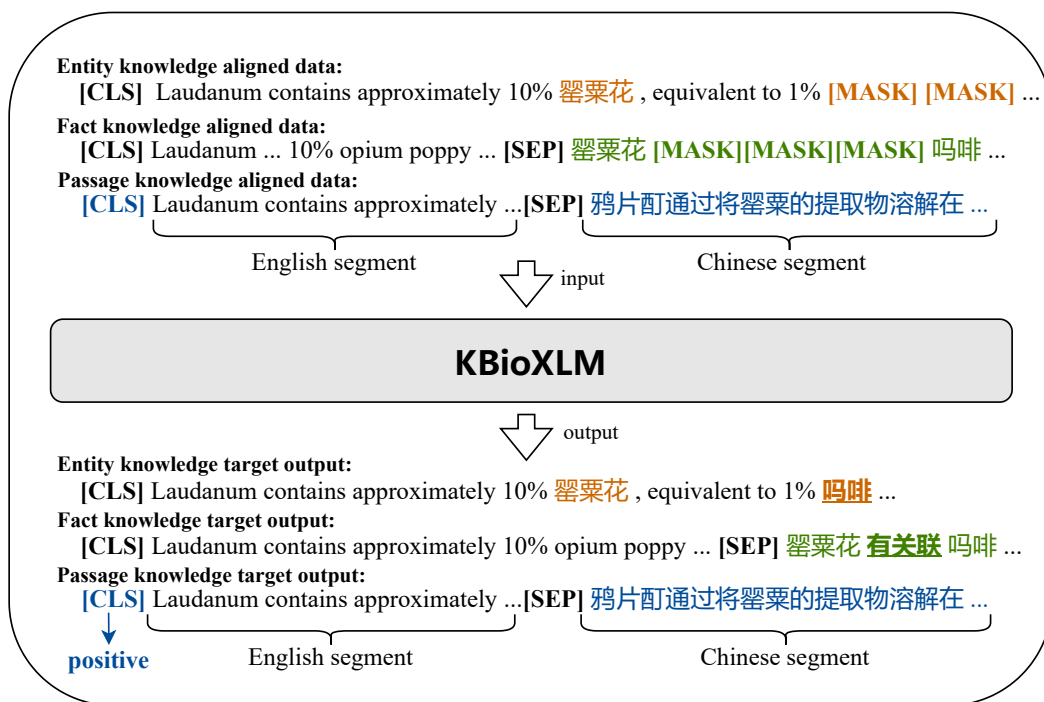 Entity knowledge aligned data:
[CLS] Laudanum contains approximately 10% 罂粟花 , equivalent to 1% [MASK] [MASK] ...
Fact knowledge aligned data:
[CLS] Laudanum ... 10% opium poppy ... [SEP] 罂粟花 [MASK][MASK][MASK] 吗啡 ...
Passage knowledge aligned data:
[CLS] Laudanum contains approximately ...[SEP] 鸦片酊通过将罂粟的提取物溶解在 ...
English segment Chinese segment
input
KBioXLM
output
Entity knowledge target output:
[CLS] Laudanum contains approximately 10% 罂粟花 , equivalent to 1% 吗啡 ...
Fact knowledge target output:
[CLS] Laudanum contains approximately 10% opium poppy ... [SEP] 罂粟花 有关联 吗啡 ...
Passage knowledge target output:
[CLS] Laudanum contains approximately ...[SEP] 鸦片酊通过将罂粟的提取物溶解在 ...
positive English segment Chinese segment